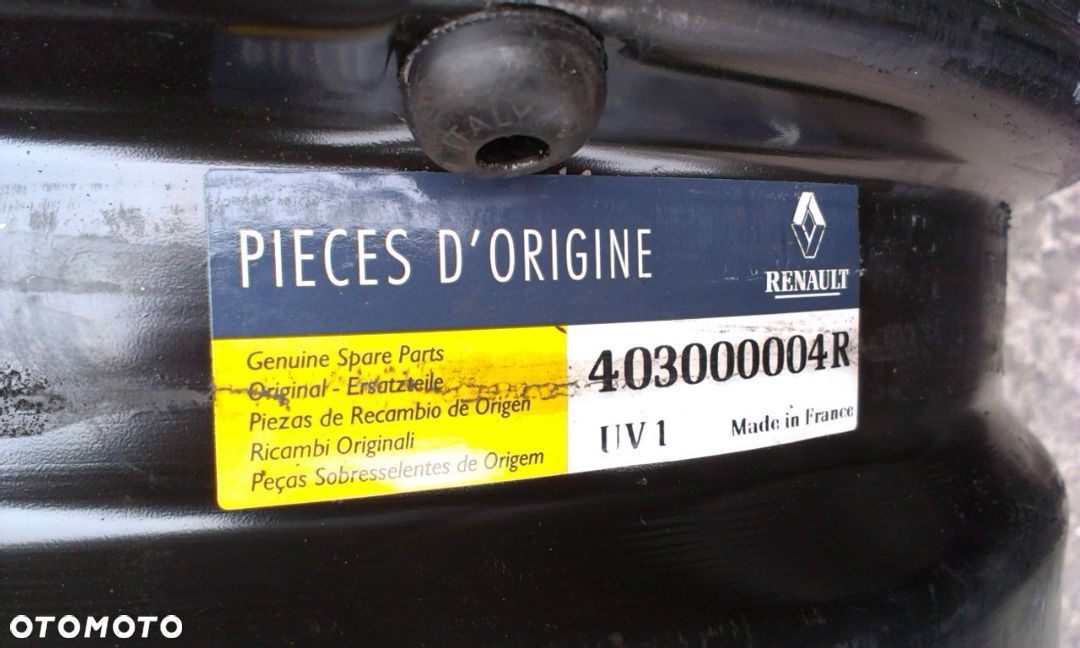 ITALY
PIECES D'ORIGINE
RENAULT
Genuine Spare Parts
Original - Ersatzteile
Piezas de Recambio de Origen
Ricambi Originali
Peças Sobresselentes de Origem
403000004R
UV1
Made in France
OTOMOTO